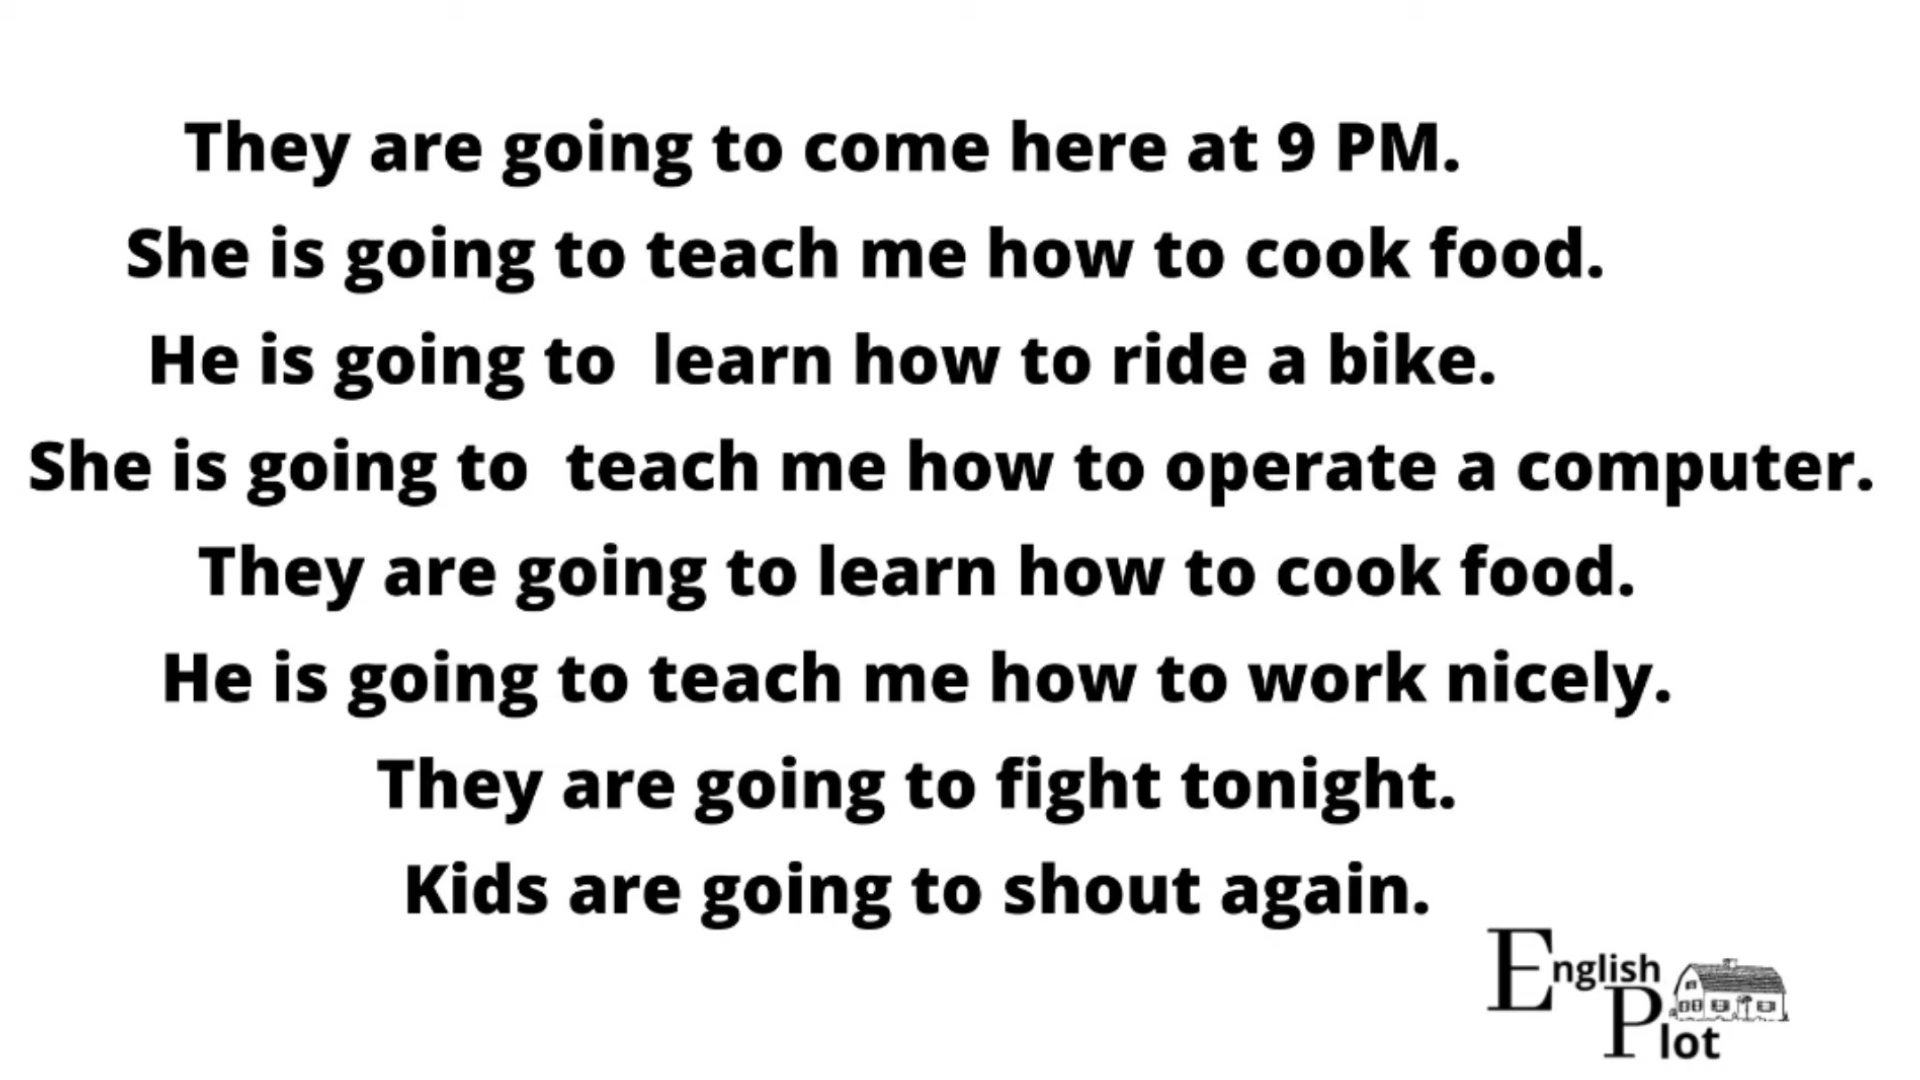 They are going to come here at 9 PM.
She is going to teach me how to cook food.
He is going to  learn how to ride a bike.
She is going to  teach me how to operate a computer.
They are going to learn how to cook food.
He is going to teach me how to work nicely.
They are going to fight tonight.
Kids are going to shout again.
English
Plot